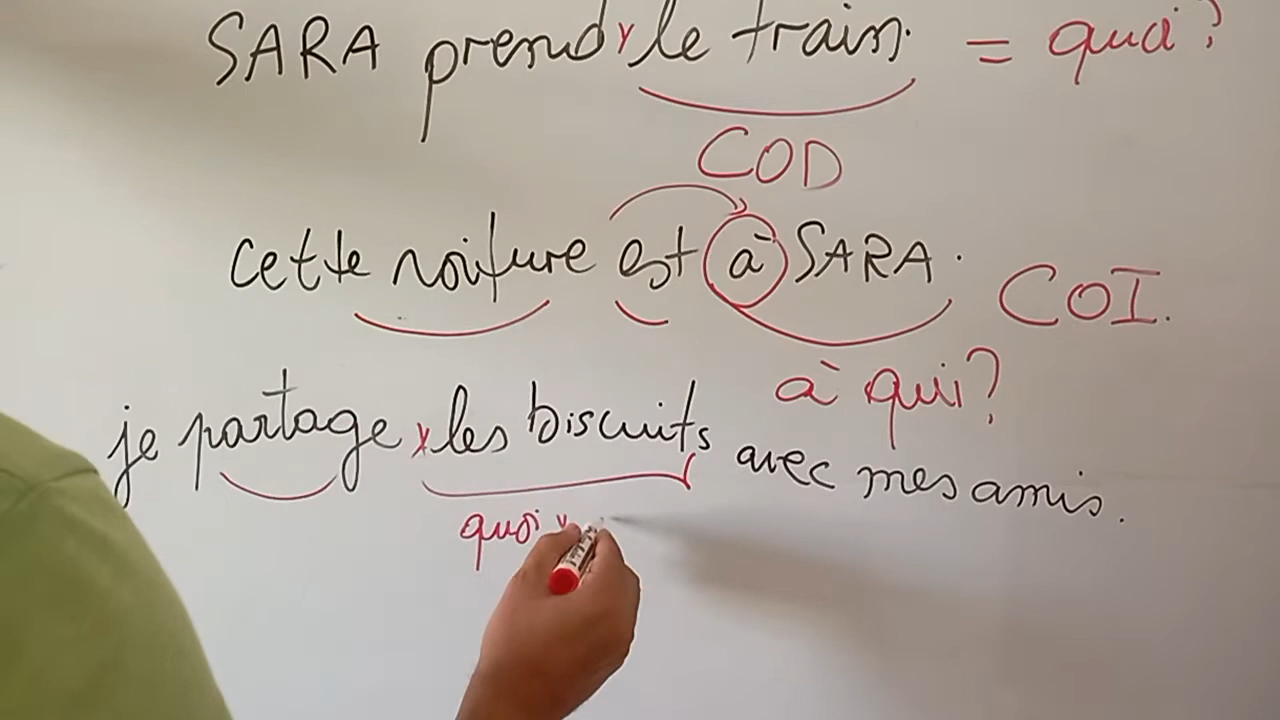 SARA prend le train. = quoi?
COD
cette voiture est à SARA. COI.
à qui?
je partage les biscuits avec mes amis.
quoi